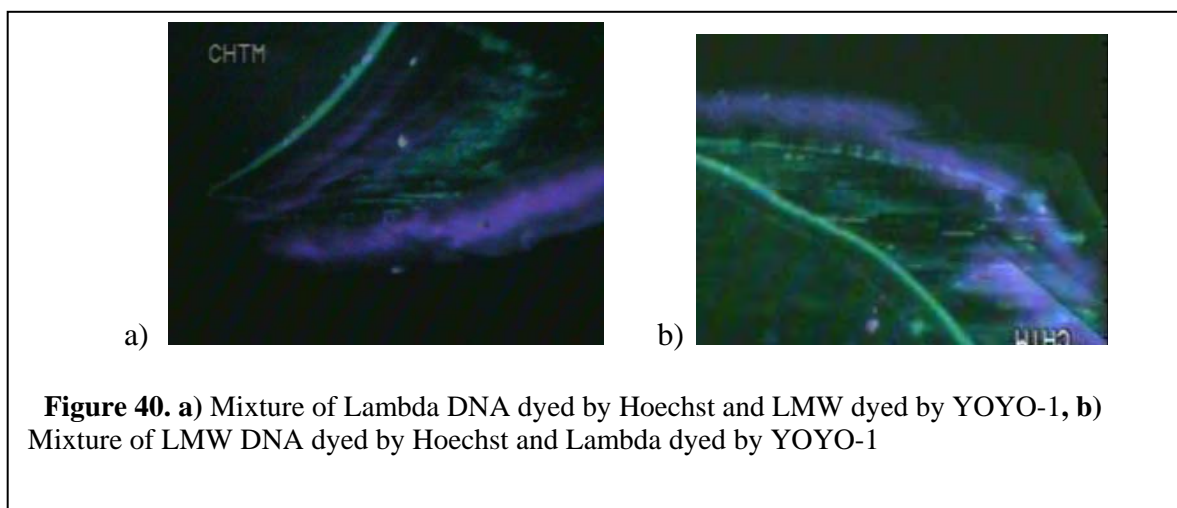 CHTM
a)
b)
CHTM
Figure 40. a) Mixture of Lambda DNA dyed by Hoechst and LMW dyed by YOYO-1, b)
Mixture of LMW DNA dyed by Hoechst and Lambda dyed by YOYO-1